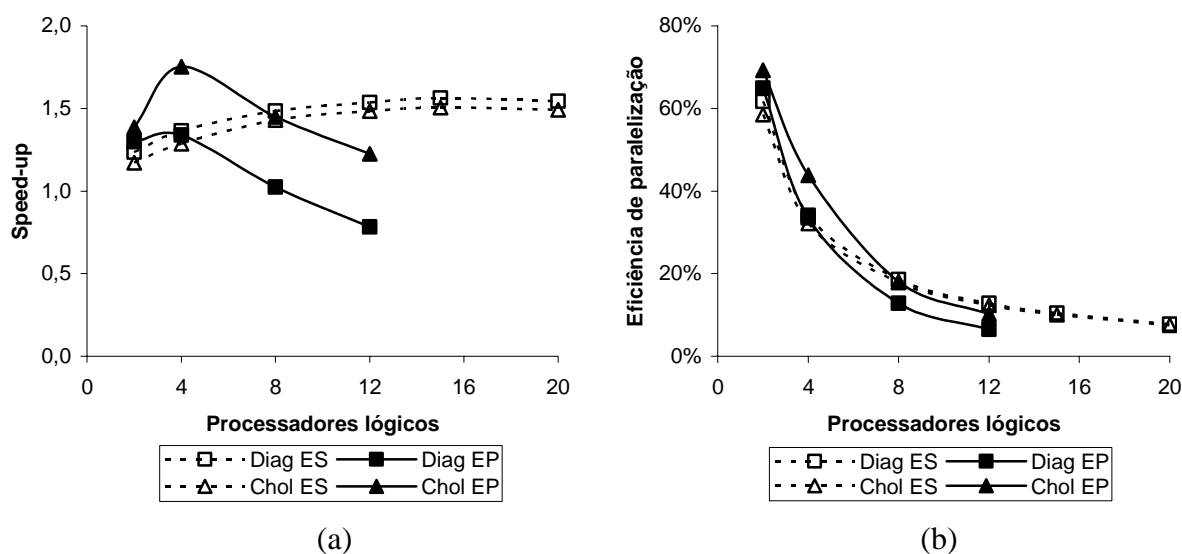 2,0
1,5
1,0
0,5
0,0
Speed-up
0 4 8 12 16 20
Processadores lógicos
Diag ES Diag EP
Chol ES Chol EP
(a)
80%
60%
40%
20%
0%
Eficiência de paralelização
0 4 8 12 16 20
Processadores lógicos
Diag ES Diag EP
Chol ES Chol EP
(b)